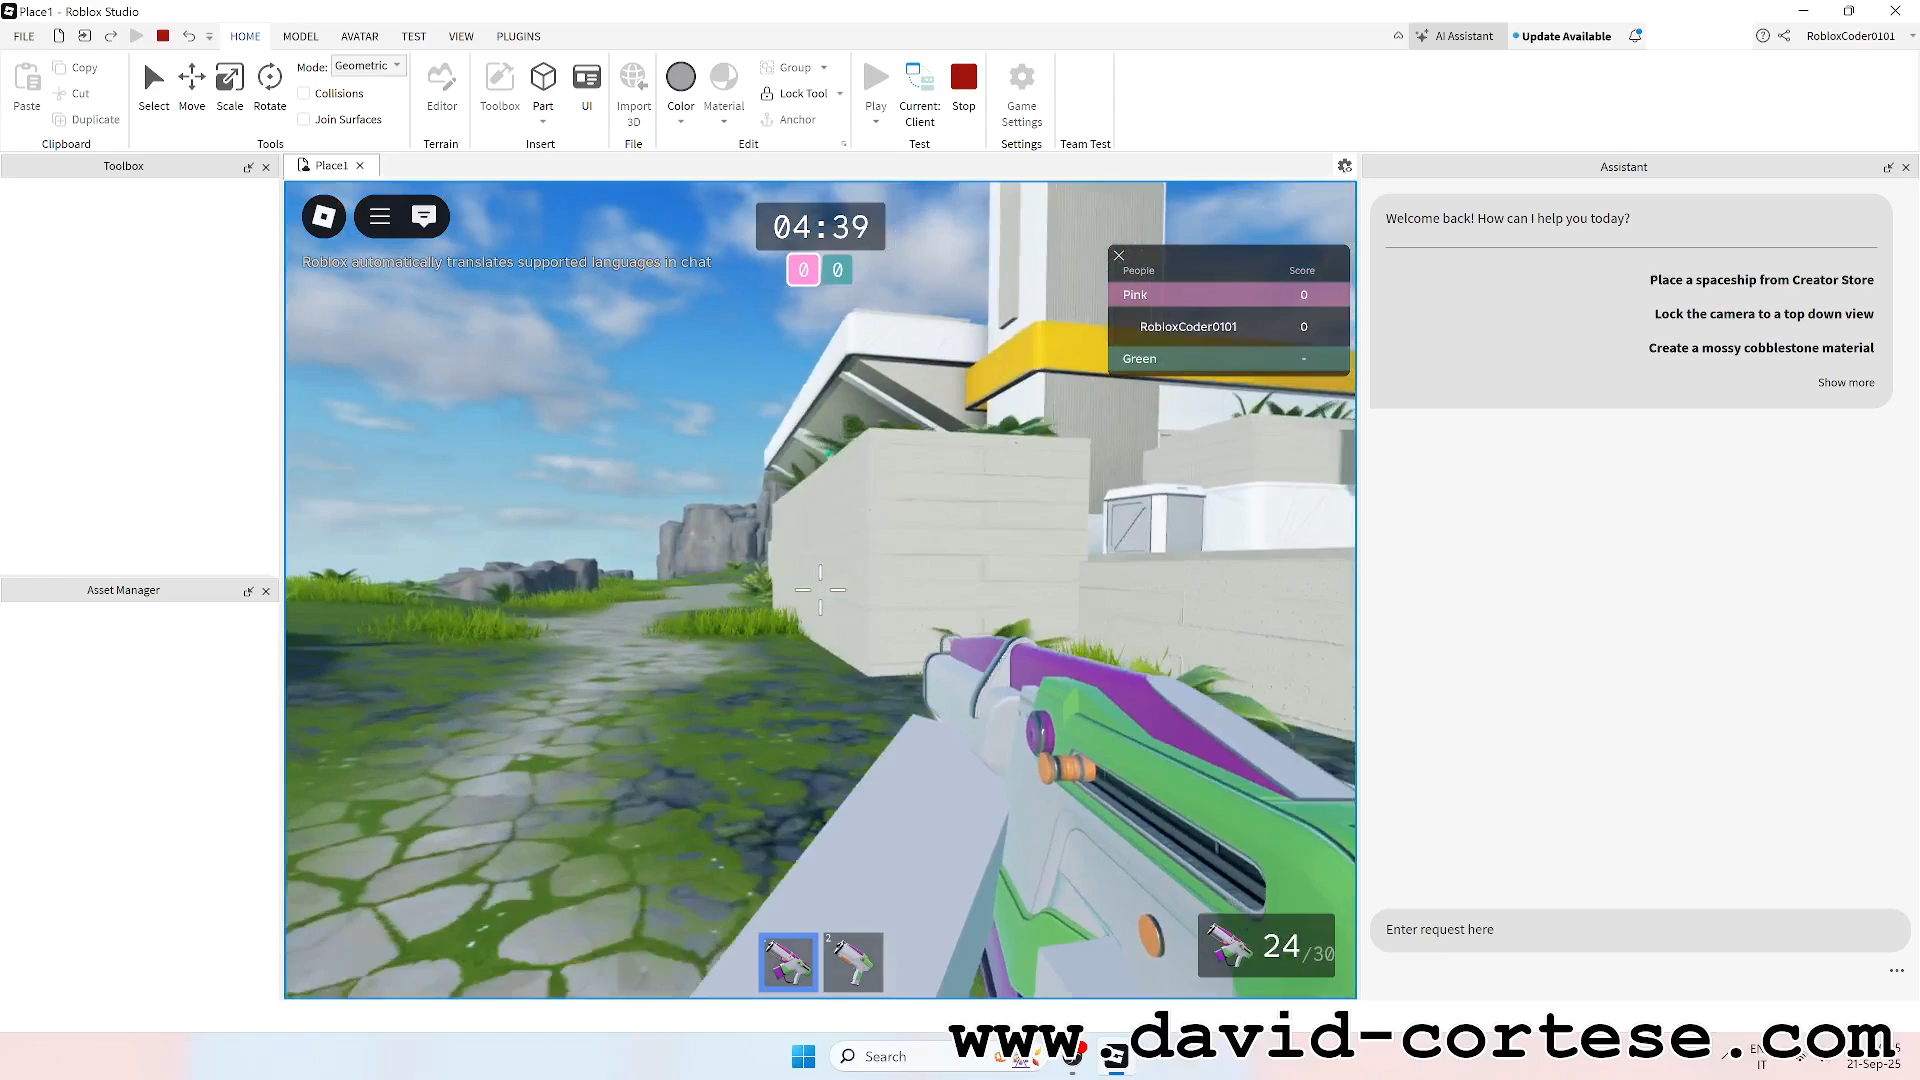 Place1 - Roblox Studio
FILE
HOME
MODEL
AVATAR
TEST
VIEW
PLUGINS
AI Assistant
Update Available
RobloxCoder0101
Paste
Copy
Cut
Duplicate
Clipboard
Select
Move
Scale
Rotate
Mode: Geometric
Collisions
Join Surfaces
Tools
Editor
Terrain
Toolbox
Part
UI
Insert
Import
3D
File
Color
Material
Group
Lock Tool
Anchor
Edit
Play
Current:
Client
Stop
Test
Game
Settings
Settings
Team Test
Toolbox
Place1
Assistant
Asset Manager
Roblox automatically translates supported languages in chat
04:39
0 0
People Score
Pink 0
RobloxCoder0101 0
Green -
2
24/30
Welcome back! How can I help you today?
Place a spaceship from Creator Store
Lock the camera to a top down view
Create a mossy cobblestone material
Show more
Enter request here
www.david-cortese.com
Search
IT
21-Sep-25